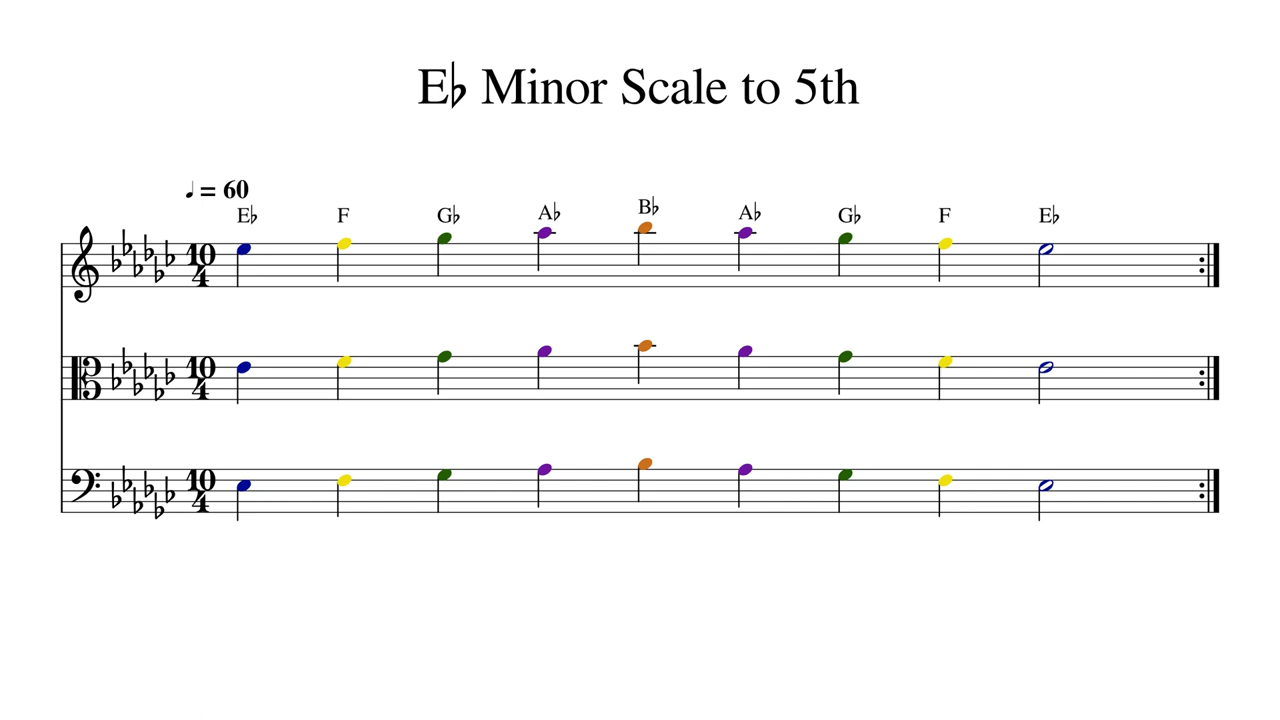 E♭ Minor Scale to 5th
♩ = 60
E♭ F G♭ A♭ B♭ A♭ G♭ F E♭
10
4
10
4
10
4